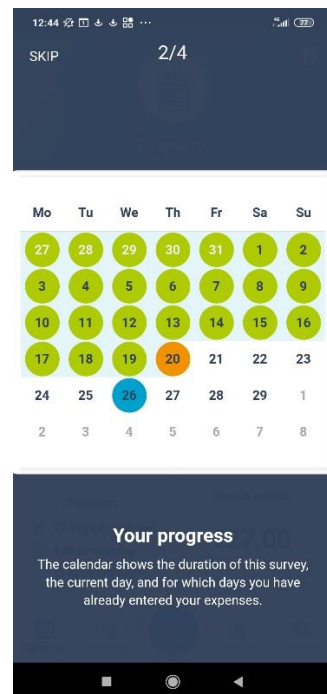 12:44
SKIP 2/4
Mo Tu We Th Fr Sa Su
27 28 29 30 31 1 2
3 4 5 6 7 8 9
10 11 12 13 14 15 16
17 18 19 20 21 22 23
24 25 26 27 28 29 1
2 3 4 5 6 7 8
Your progress
The calendar shows the duration of this survey,
the current day, and for which days you have
already entered your expenses.